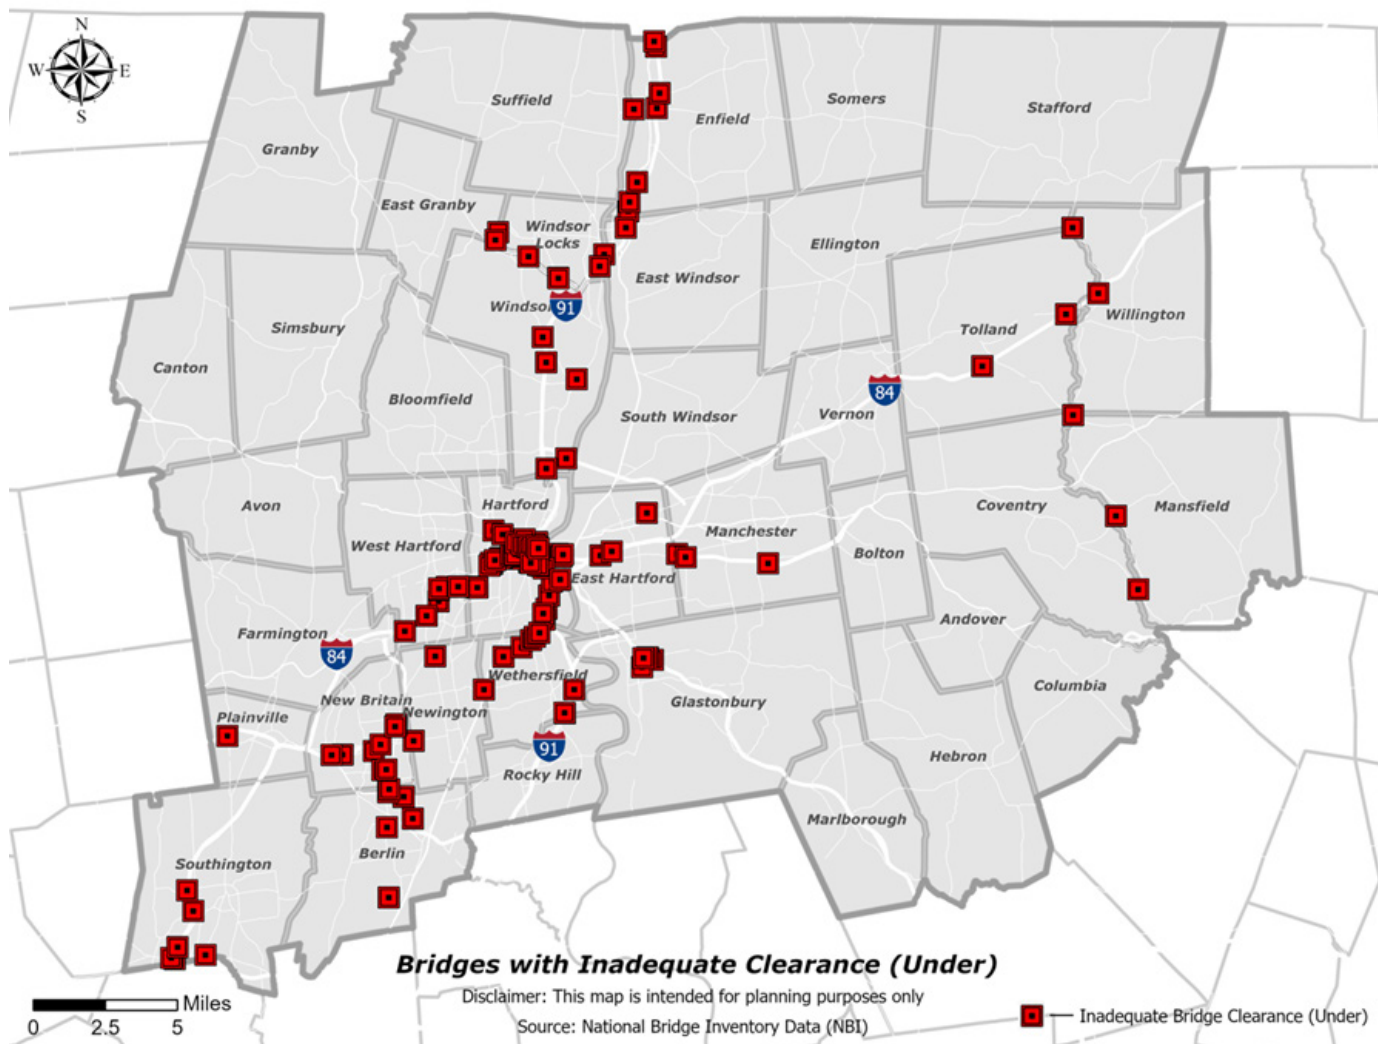 N
W E
S
Suffield
Somers
Stafford
Enfield
Granby
East Granby
Windsor
Locks
Ellington
East Windsor
Windsor
91
Willington
Simsbury
Tolland
Canton
84
Bloomfield
South Windsor
Vernon
Hartford
Avon
Coventry
Mansfield
Manchester
West Hartford
Bolton
East Hartford
Andover
Farmington
84
Wethersfield
Columbia
New Britain
Glastonbury
Newington
Plainville
91
Hebron
Rocky Hill
Marlborough
Berlin
Southington
Bridges with Inadequate Clearance (Under)
Disclaimer: This map is intended for planning purposes only
Source: National Bridge Inventory Data (NBI)
Miles
0 2.5 5
Inadequate Bridge Clearance (Under)